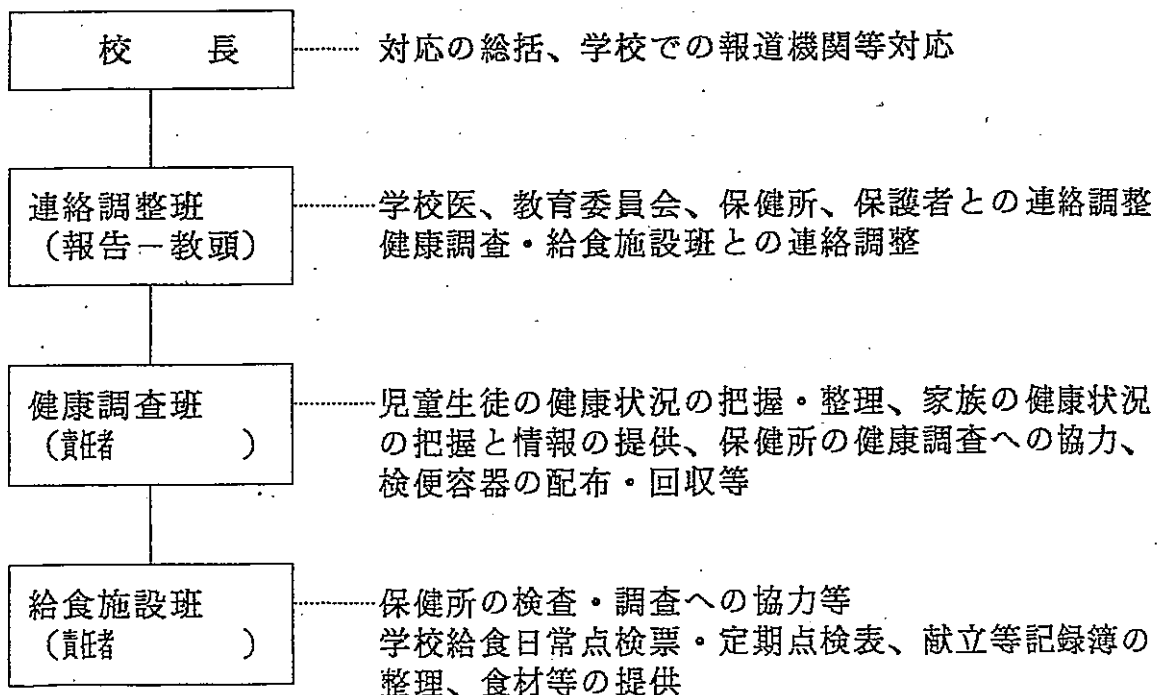 校　　長 ……… 対応の総括、学校での報道機関等対応
連絡調整班 ………学校医、教育委員会、保健所、保護者との連絡調整
（報告－教頭） 健康調査・給食施設班との連絡調整
健康調査班 ………児童生徒の健康状況の把握・整理、家族の健康状況
（責任者　　　　） の把握と情報の提供、保健所の健康調査への協力、
検便容器の配布・回収等
給食施設班 ………保健所の検査・調査への協力等
（責任者　　　　） 学校給食日常点検票・定期点検表、献立等記録簿の
整理、食材等の提供